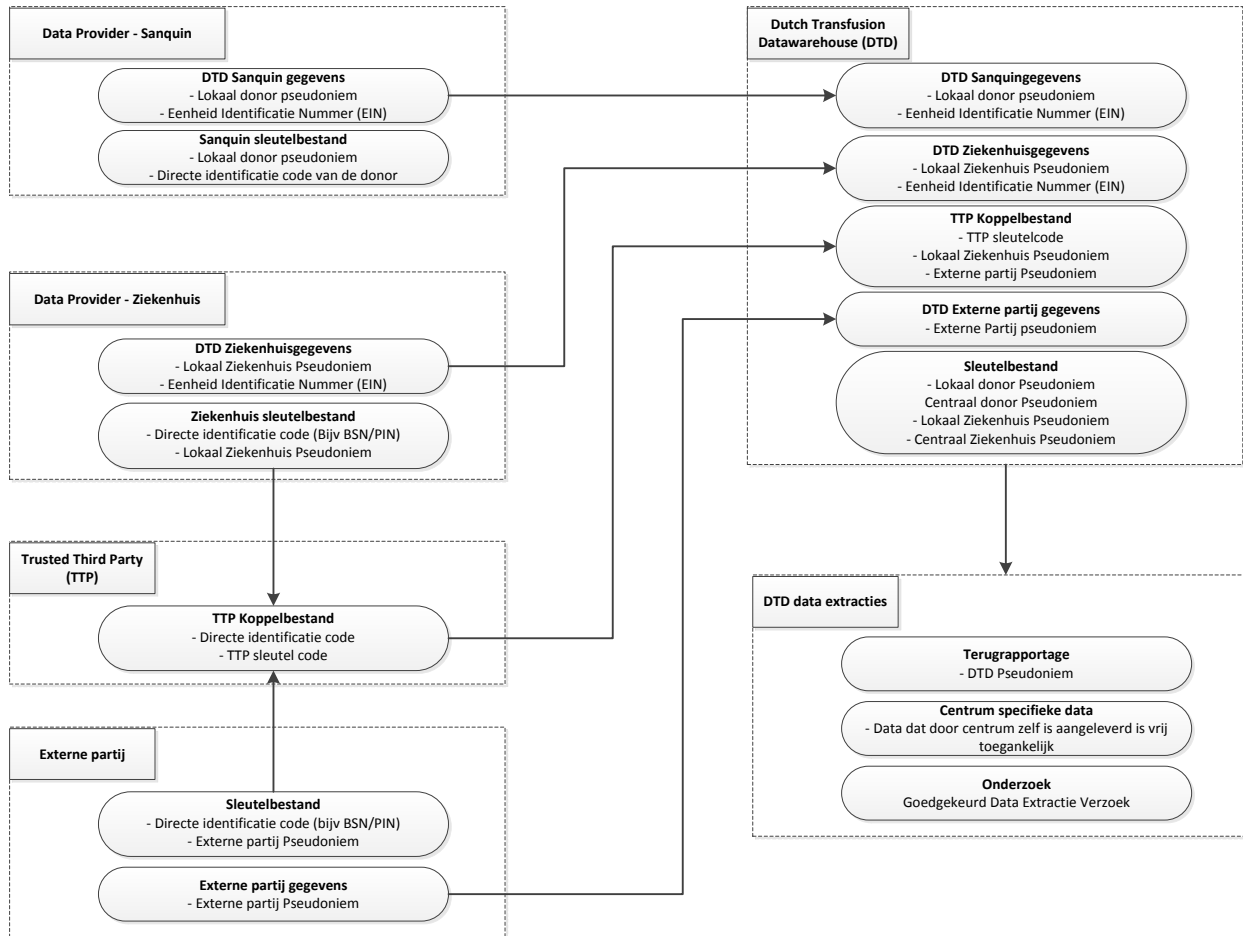 Data Provider - Sanquin
DTD Sanquin gegevens
- Lokaal donor pseudoniem
- Eenheid Identificatie Nummer (EIN)
Sanquin sleutelbestand
- Lokaal donor pseudoniem
- Directe identificatie code van de donor
Data Provider - Ziekenhuis
DTD Ziekenhuisgegevens
- Lokaal Ziekenhuis Pseudoniem
- Eenheid Identificatie Nummer (EIN)
Ziekenhuis sleutelbestand
- Directe identificatie code (Bijv BSN/PIN)
- Lokaal Ziekenhuis Pseudoniem
Trusted Third Party
(TTP)
TTP Koppelbestand
- Directe identificatie code
- TTP sleutel code
Externe partij
Sleutelbestand
- Directe identificatie code (bijv BSN/PIN)
- Externe partij Pseudoniem
Externe partij gegevens
- Externe partij Pseudoniem
Dutch Transfusion
Datawarehouse (DTD)
DTD Sanquingegevens
- Lokaal donor pseudoniem
- Eenheid Identificatie Nummer (EIN)
DTD Ziekenhuisgegevens
- Lokaal Ziekenhuis Pseudoniem
- Eenheid Identificatie Nummer (EIN)
TTP Koppelbestand
- TTP sleutelcode
- Lokaal Ziekenhuis Pseudoniem
- Externe partij Pseudoniem
DTD Externe partij gegevens
- Externe Partij pseudoniem
Sleutelbestand
- Lokaal donor Pseudoniem
Centraal donor Pseudoniem
- Lokaal Ziekenhuis Pseudoniem
- Centraal Ziekenhuis Pseudoniem
DTD data extracties
Terugrapportage
- DTD Pseudoniem
Centrum specifieke data
- Data dat door centrum zelf is aangeleverd is vrij
toegankelijk
Onderzoek
Goedgekeurd Data Extractie Verzoek